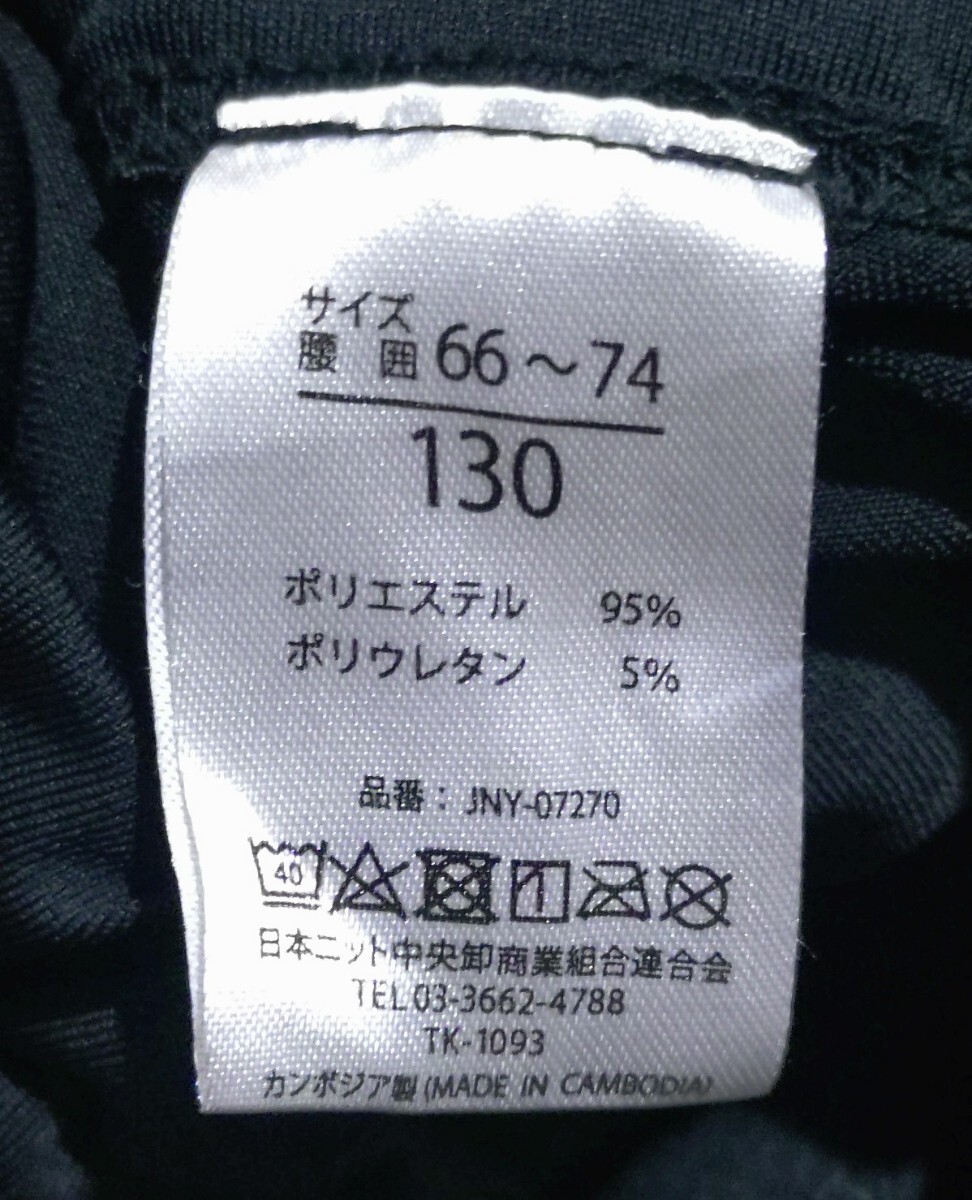 サイズ
腰 囲 66～74
130
ポリエステル 95%
ポリウレタン 5%
品番：JNY-07270
40
日本ニット中央卸商業組合連合会
TEL03-3662-4788
TK-1093
カンボジア製(MADE IN CAMBODIA)